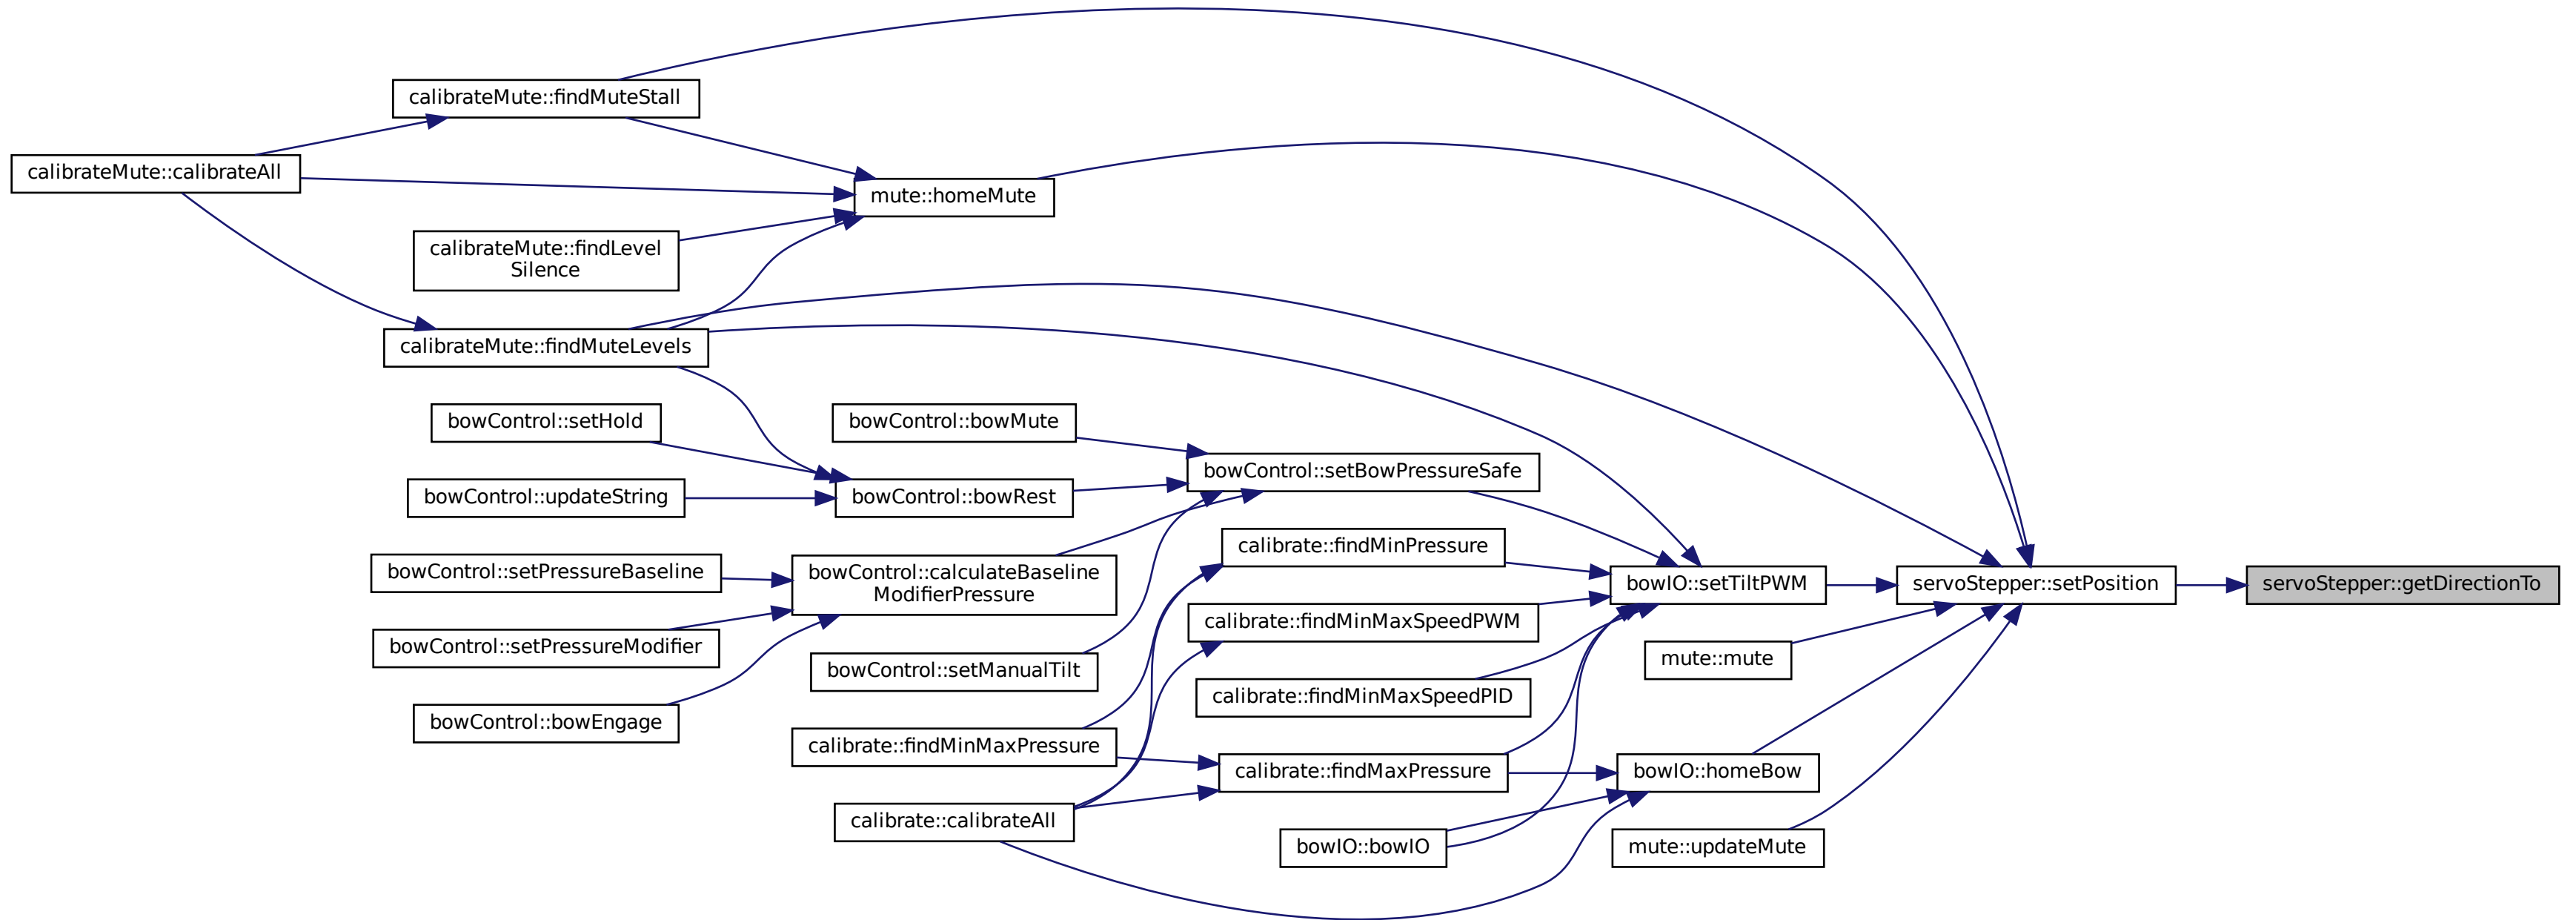 calibrateMute::findMuteStall
calibrateMute::calibrateAll
mute::homeMute
calibrateMute::findLevel
Silence
calibrateMute::findMuteLevels
bowControl::setHold
bowControl::bowMute
bowControl::setBowPressureSafe
bowControl::updateString
bowControl::bowRest
calibrate::findMinPressure
bowControl::setPressureBaseline
bowControl::calculateBaseline
ModifierPressure
bowIO::setTiltPWM
servoStepper::setPosition
servoStepper::getDirectionTo
calibrate::findMinMaxSpeedPWM
bowControl::setPressureModifier
bowControl::setManualTilt
mute::mute
calibrate::findMinMaxSpeedPID
bowControl::bowEngage
calibrate::findMinMaxPressure
calibrate::findMaxPressure
bowIO::homeBow
calibrate::calibrateAll
bowIO::bowIO
mute::updateMute